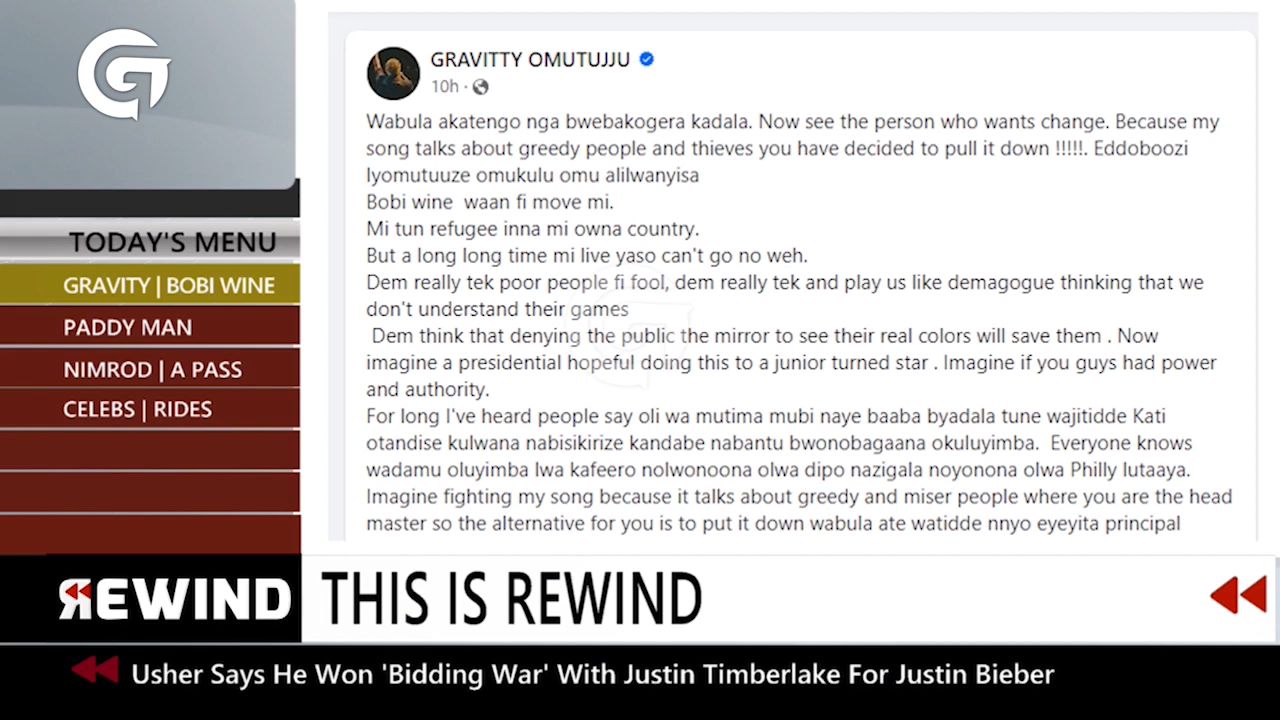 G
TODAY'S MENU
GRAVITY | BOBI WINE
PADDY MAN
NIMROD | A PASS
CELEBS | RIDES
GRAVITTY OMUTUJJU
10h ·
Wabula akatengo nga bwebakogera kadala. Now see the person who wants change. Because my
song talks about greedy people and thieves you have decided to pull it down !!!!!. Eddoboozi
lyomutuuze omukulu omu alilwanyisa
Bobi wine  waan fi move mi.
Mi tun refugee inna mi owna country.
But a long long time mi live yaso can't go no weh.
Dem really tek poor people fi fool, dem really tek and play us like demagogue thinking that we
don't understand their games
Dem think that denying the public the mirror to see their real colors will save them . Now
imagine a presidential hopeful doing this to a junior turned star . Imagine if you guys had power
and authority.
For long I've heard people say oli wa mutima mubi naye baaba byadala tune wajitidde Kati
otandise kulwana nabisikirize kandabe nabantu bwonobagaana okuluyimba.  Everyone knows
wadamu oluyimba lwa kafeero nolwonoona olwa dipo nazigala noyonona olwa Philly lutaaya.
Imagine fighting my song because it talks about greedy and miser people where you are the head
master so the alternative for you is to put it down wabula ate watidde nnyo eyeyita principal
REWIND
THIS IS REWIND
Usher Says He Won 'Bidding War' With Justin Timberlake For Justin Bieber